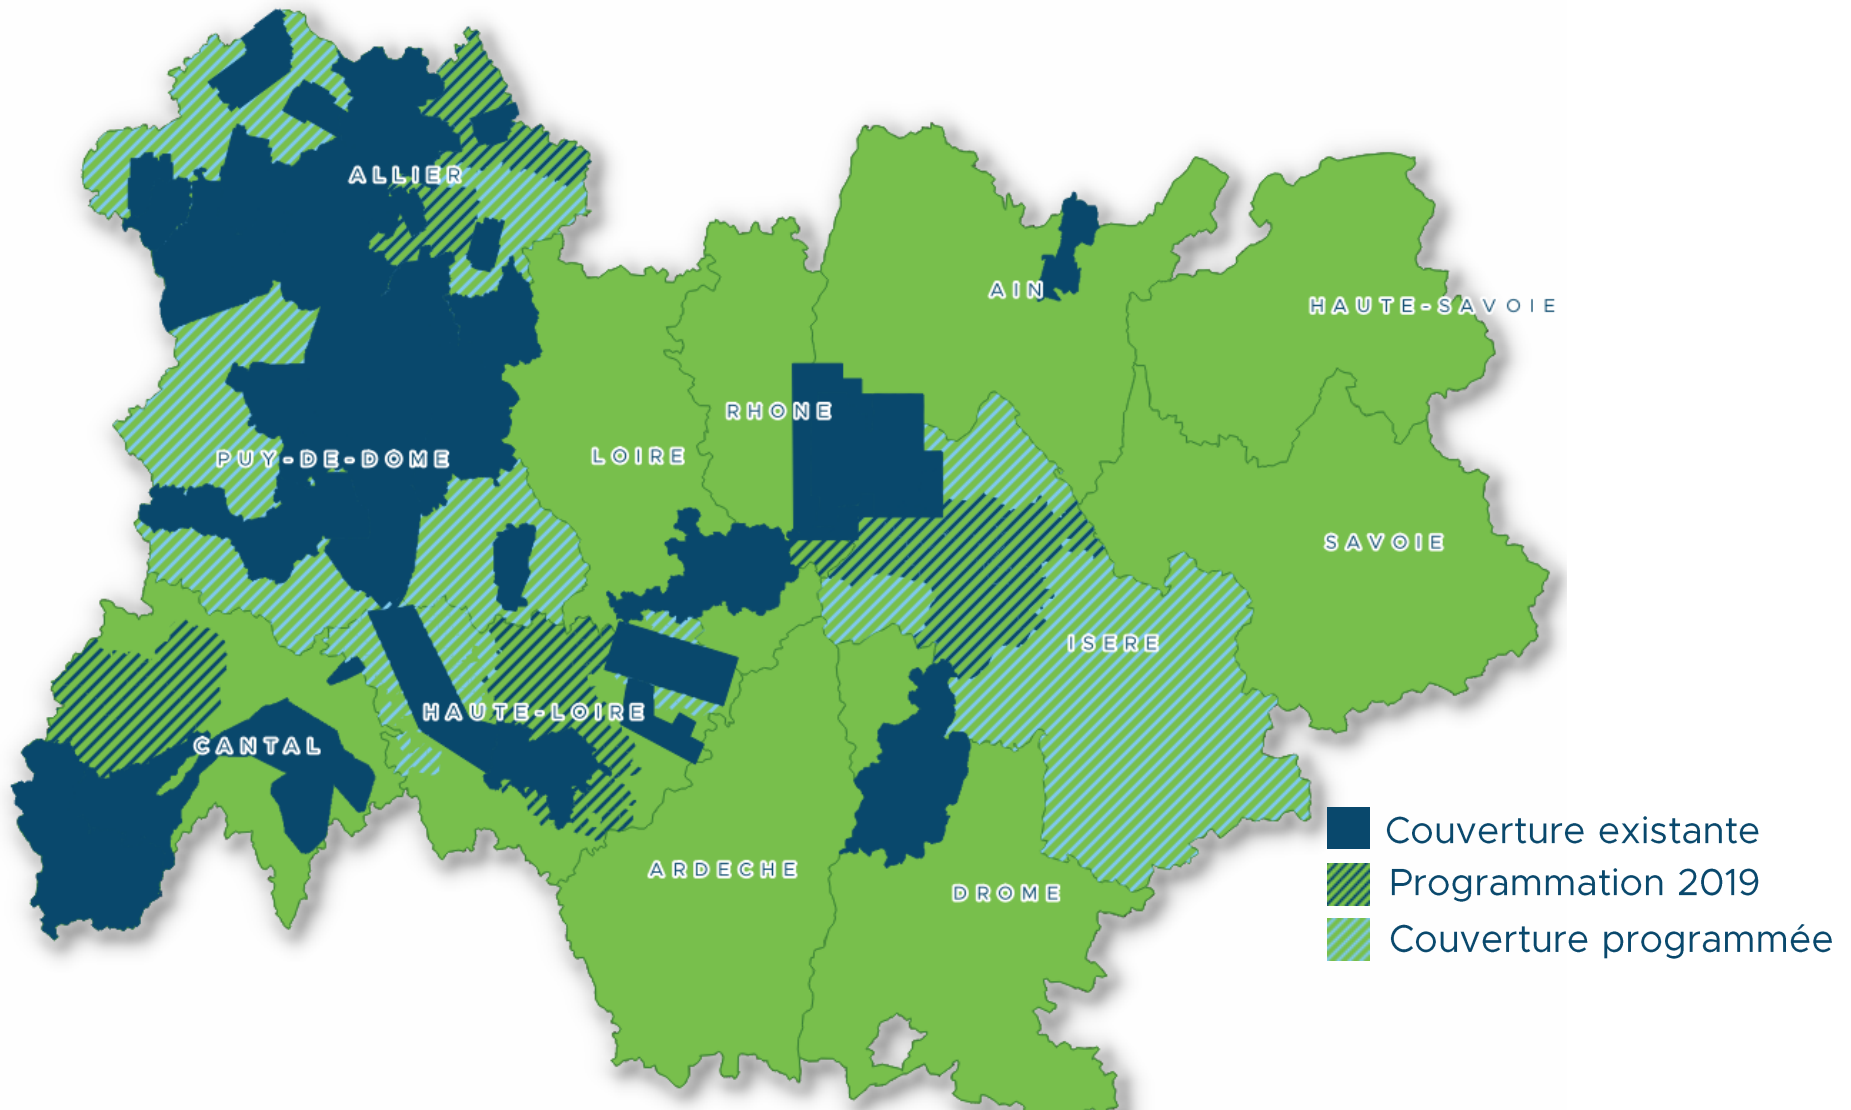 ALLIER
AIN
HAUTE-SAVOIE
RHONE
LOIRE
PUY-DE-DOME
SAVOIE
ISERE
HAUTE-LOIRE
CANTAL
ARDECHE
DROME
Couverture existante
Programmation 2019
Couverture programmée